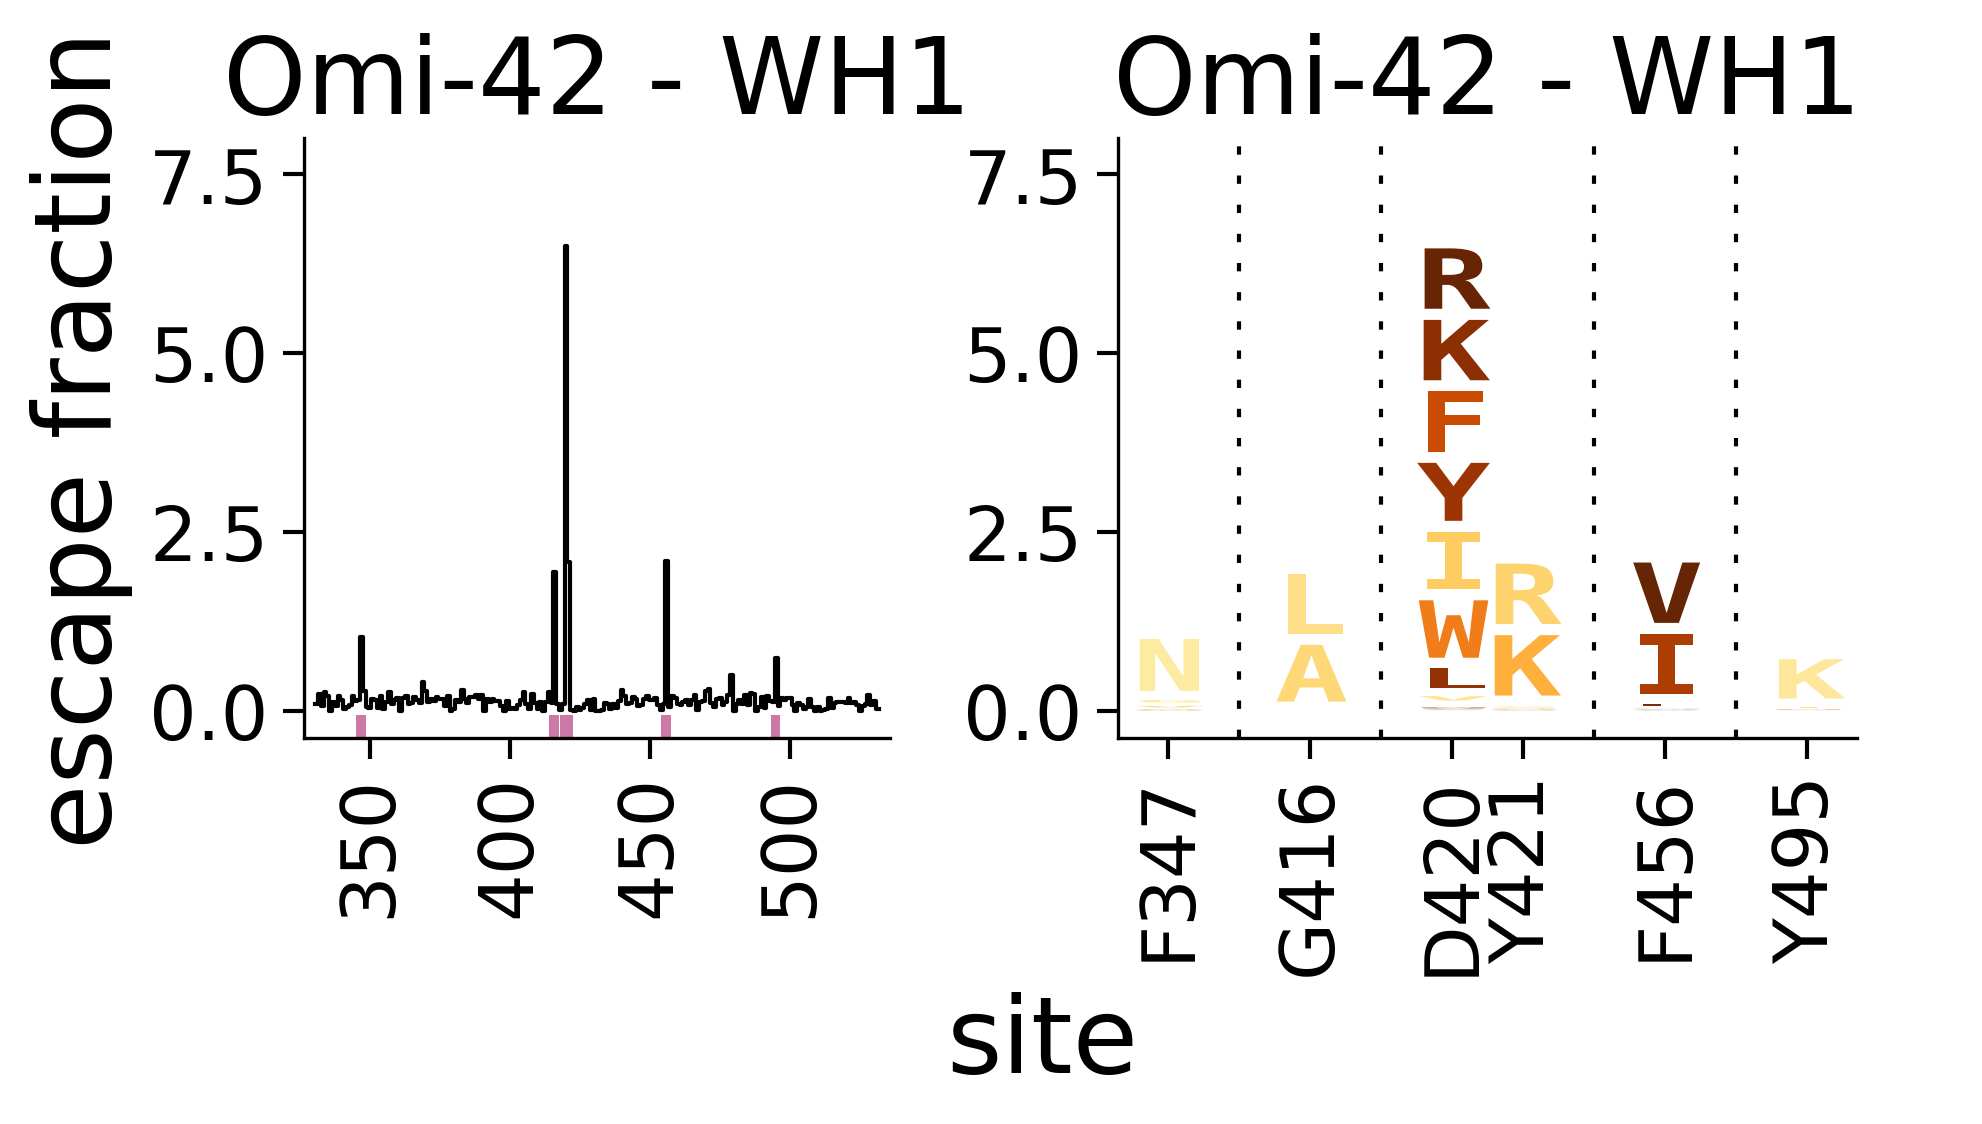 Omi-42 - WH1
Omi-42 - WH1
escape fraction
7.5
5.0
2.5
0.0
350
400
450
500
7.5
5.0
2.5
0.0
N
L
A
R
K
F
Y
I
W
L
R
K
V
I
K
F347
G416
D420
Y421
F456
Y495
site